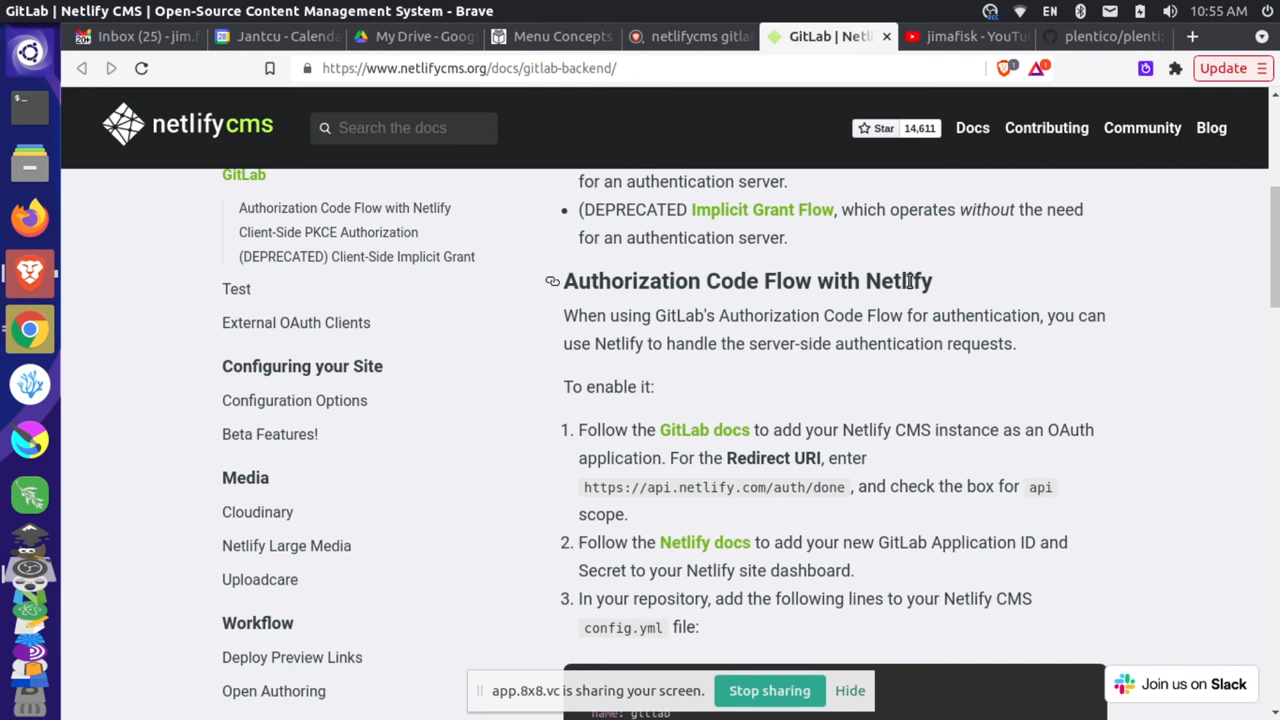 GitLab | Netlify CMS | Open-Source Content Management System - Brave
EN
10:55 AM
Inbox (25) - jim.f
Jantcu - Calenda
My Drive - Goog
Menu Concepts
netlifycms gitlab
GitLab | Netl
jimafisk - YouTu
plentico/plenti:
https://www.netlifycms.org/docs/gitlab-backend/
1
1
Update
netlifycms
Search the docs
Star 14,611
Docs
Contributing
Community
Blog
GitLab
Authorization Code Flow with Netlify
Client-Side PKCE Authorization
(DEPRECATED) Client-Side Implicit Grant
Test
External OAuth Clients
Configuring your Site
Configuration Options
Beta Features!
Media
Cloudinary
Netlify Large Media
Uploadcare
Workflow
Deploy Preview Links
Open Authoring
for an authentication server.
(DEPRECATED Implicit Grant Flow, which operates without the need
for an authentication server.
Authorization Code Flow with Netlify
When using GitLab's Authorization Code Flow for authentication, you can
use Netlify to handle the server-side authentication requests.
To enable it:
1. Follow the GitLab docs to add your Netlify CMS instance as an OAuth
application. For the Redirect URI, enter
https://api.netlify.com/auth/done , and check the box for api
scope.
2. Follow the Netlify docs to add your new GitLab Application ID and
Secret to your Netlify site dashboard.
3. In your repository, add the following lines to your Netlify CMS
config.yml file:
name: gitlab
app.8x8.vc is sharing your screen.
Stop sharing
Hide
Join us on Slack